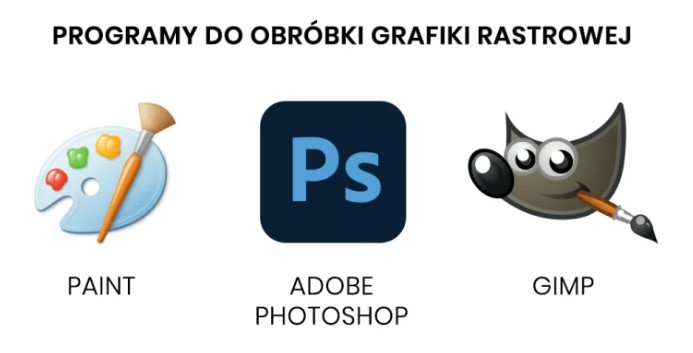 PROGRAMY DO OBRÓBKI GRAFIKI RASTROWEJ
Ps
PAINT
ADOBE
PHOTOSHOP
GIMP